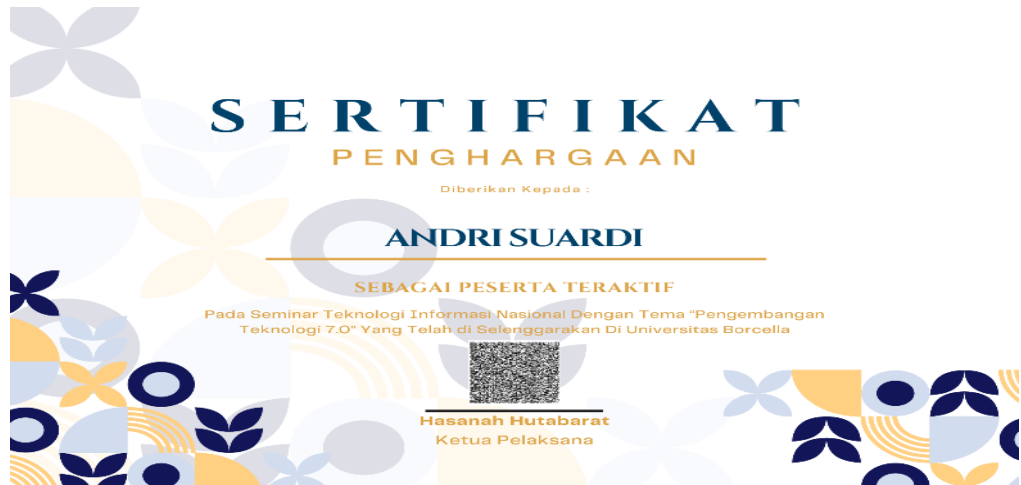 SERTIFIKAT
PENGHARGAAN
Diberikan Kepada :
ANDRI SUARDI
SEBAGAI PESERTA TERAKTIF
Pada Seminar Teknologi Informasi Nasional Dengan Tema “Pengembangan
Teknologi 7.0” Yang Telah di Selenggarakan Di Universitas Borcella
Hasanah Hutabarat
Ketua Pelaksana